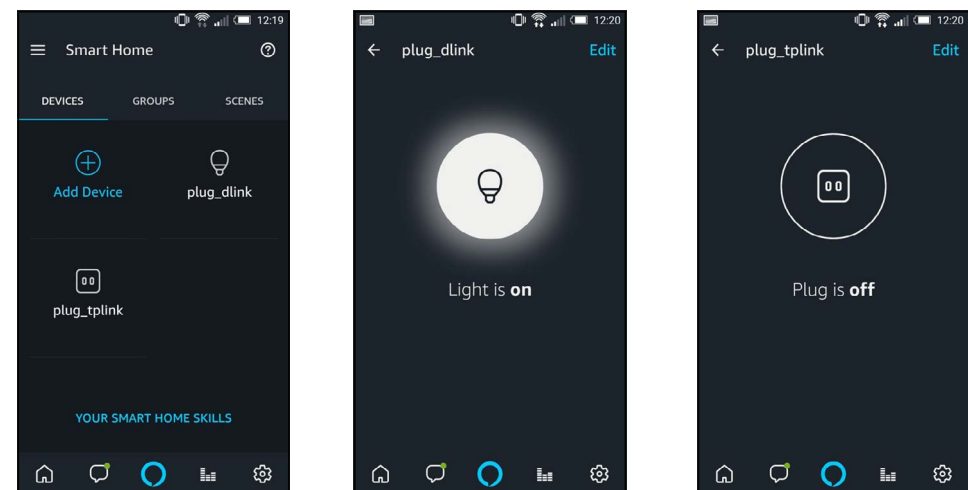 12:19
Smart Home
DEVICES GROUPS SCENES
Add Device plug_dlink
plug_tplink
YOUR SMART HOME SKILLS
12:20
plug_dlink Edit
Light is on
12:20
plug_tplink Edit
Plug is off